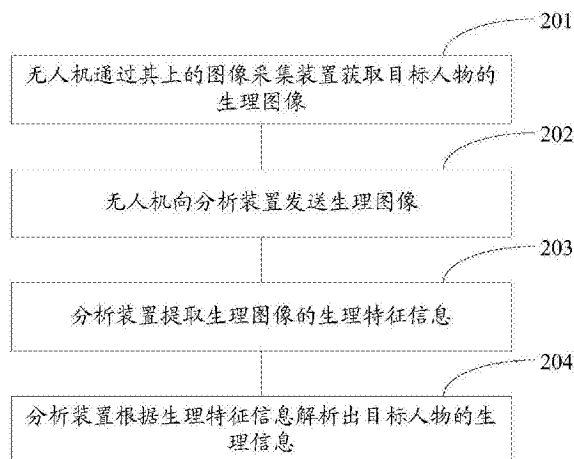 201
无人机通过其上的图像采集装置获取目标人物的
生理图像
202
无人机向分析装置发送生理图像
203
分析装置提取生理图像的生理特征信息
204
分析装置根据生理特征信息解析出目标人物的生
理信息